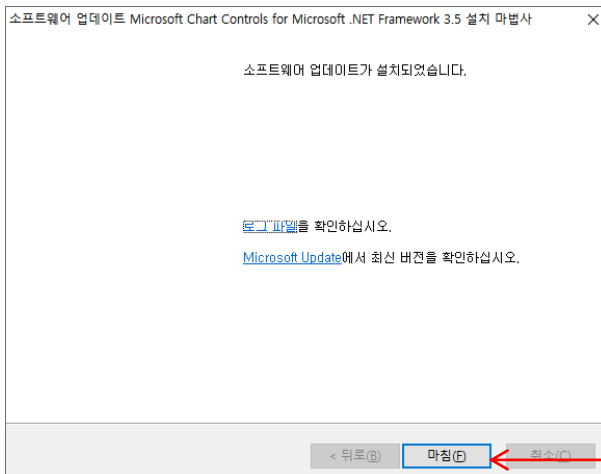 소프트웨어 업데이트 Microsoft Chart Controls for Microsoft .NET Framework 3.5 설치 마법사
소프트웨어 업데이트가 설치되었습니다.
로그 파일을 확인하십시오.
Microsoft Update에서 최신 버전을 확인하십시오.
< 뒤로(B) 마침(F) 취소(C)